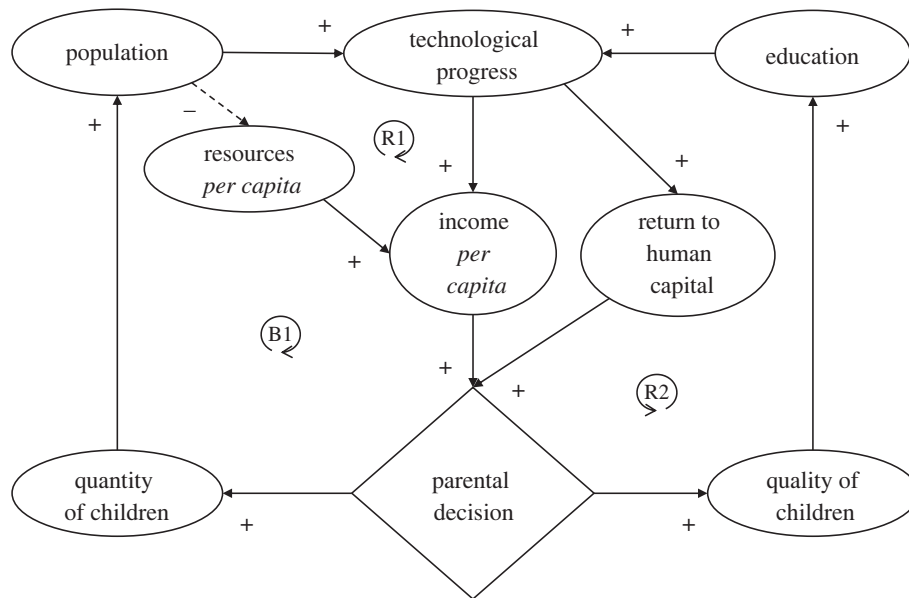 +
+
population
technological
progress
education
+
–
+
resources
per capita
R1
+
+
income
per
capita
return to
human
capital
+
B1
+
+
R2
quantity
of children
parental
decision
quality of
children
+
+